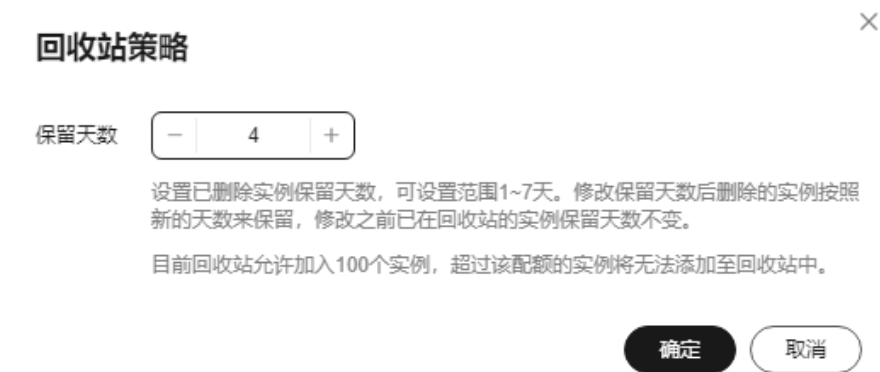 回收站策略
保留天数
4
设置已删除实例保留天数，可设置范围1~7天。修改保留天数后删除的实例按照
新的天数来保留，修改之前已在回收站的实例保留天数不变。
目前回收站允许加入100个实例，超过该配额的实例将无法添加至回收站中。
确定
取消